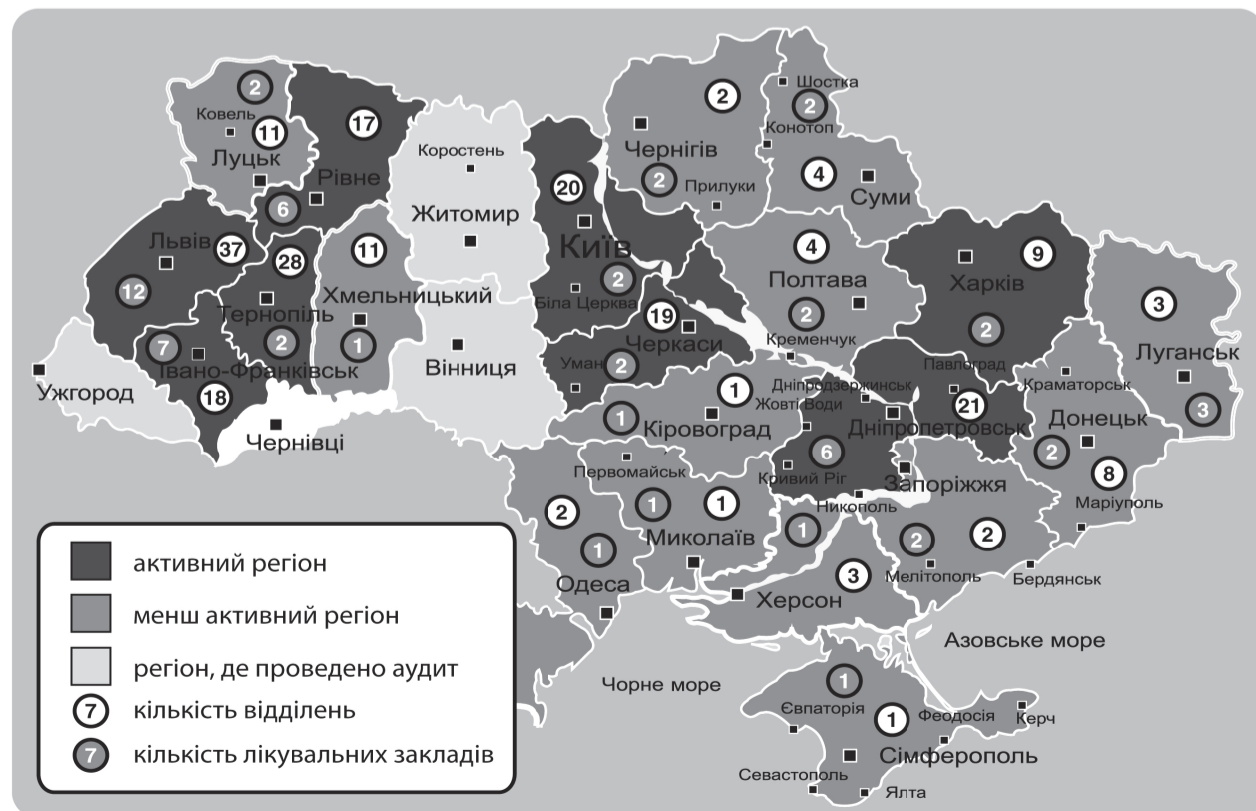 2
Шостка
2
Ковель
11
17
2
Конотоп
Луцьк
Коростень
Чернігів
Рівне
20
2
Прилуки
4
Суми
6
Житомир
Львів
37
28
11
Київ
4
9
12
Хмельницький
2
Біла Церква
Полтава
Харків
3
Тернопіль
19
2
2
7
2
1
Черкаси
Кременчук
Луганськ
Івано-Франківськ
Вінниця
Умань
2
Павлоград
Краматорськ
Ужгород
18
1
Дніпродзержинськ
21
3
Чернівці
1
Жовті Води
Кіровоград
Дніпропетровськ
Донецьк
6
2
Первомайськ
Кривий Ріг
Запоріжжя
8
Никополь
Маріуполь
2
1
1
1
2
2
Миколаїв
1
Мелітополь
Бердянськ
Одеса
3
Херсон
Азовське море
Чорне море
1
Євпаторія
1
Феодосія
Керч
Сімферополь
Севастополь
Ялта
активний регіон
менш активний регіон
регіон, де проведено аудит
7 кількість відділень
7 кількість лікувальних закладів